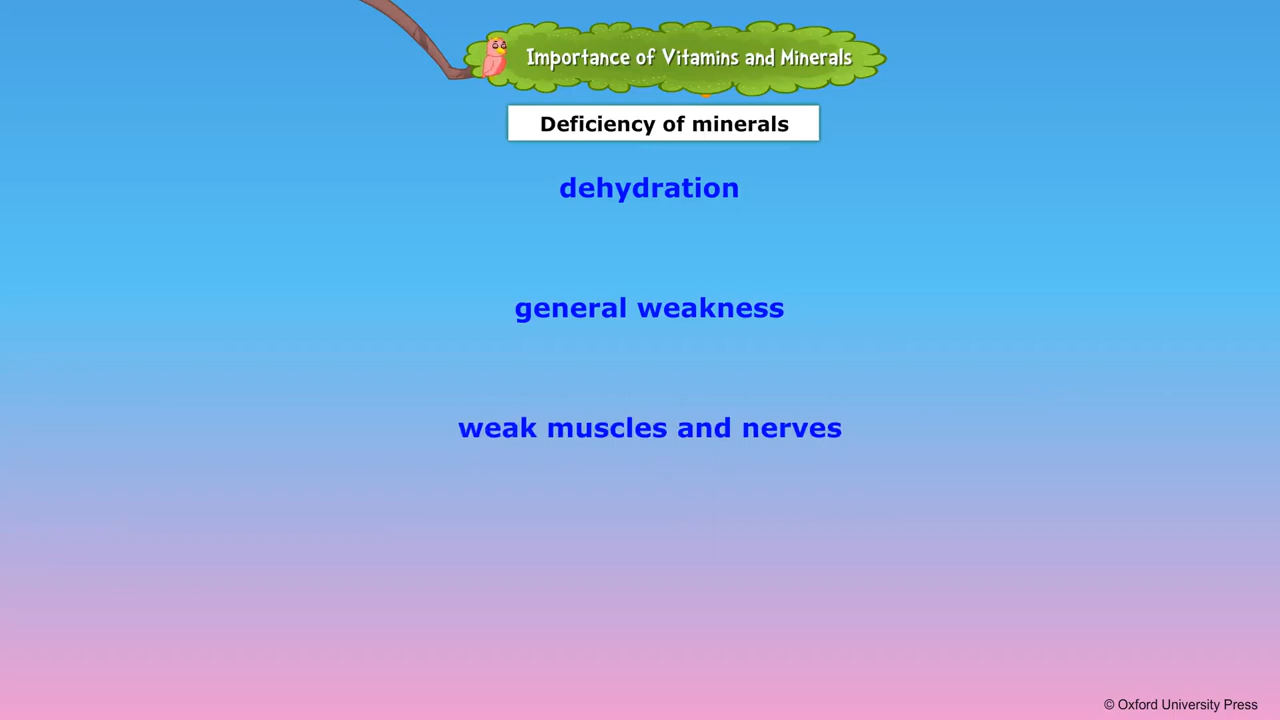 Importance of Vitamins and Minerals
Deficiency of minerals
dehydration
general weakness
weak muscles and nerves
© Oxford University Press